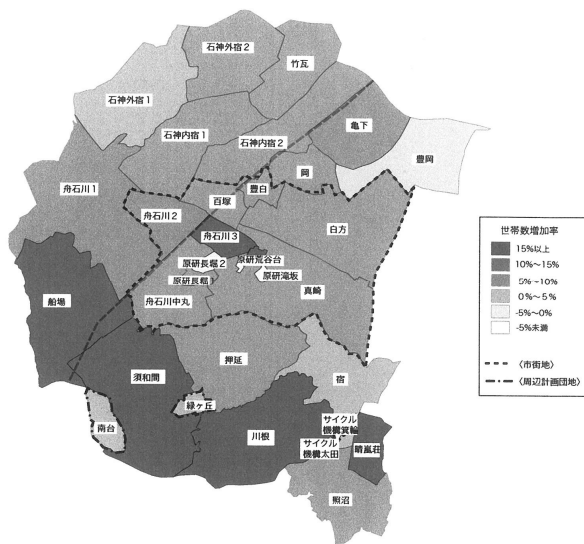 石神外宿2
竹瓦
石神外宿1
石神内宿1
石神内宿2
亀下
豊岡
舟石川1
岡
豊白
百塚
舟石川2
白方
舟石川3
原研荒谷台
原研長堀2
原研滝坂
原研長堀1
真崎
船場
舟石川中丸
押延
須和間
宿
緑ヶ丘
南台
川根
サイクル
機構箕輪
サイクル
機構太田
晴嵐荘
照沼
世帯数増加率
15%以上
10%~15%
5%~10%
0%~5%
-5%~0%
-5%未満
〈市街地〉
〈周辺計画団地〉